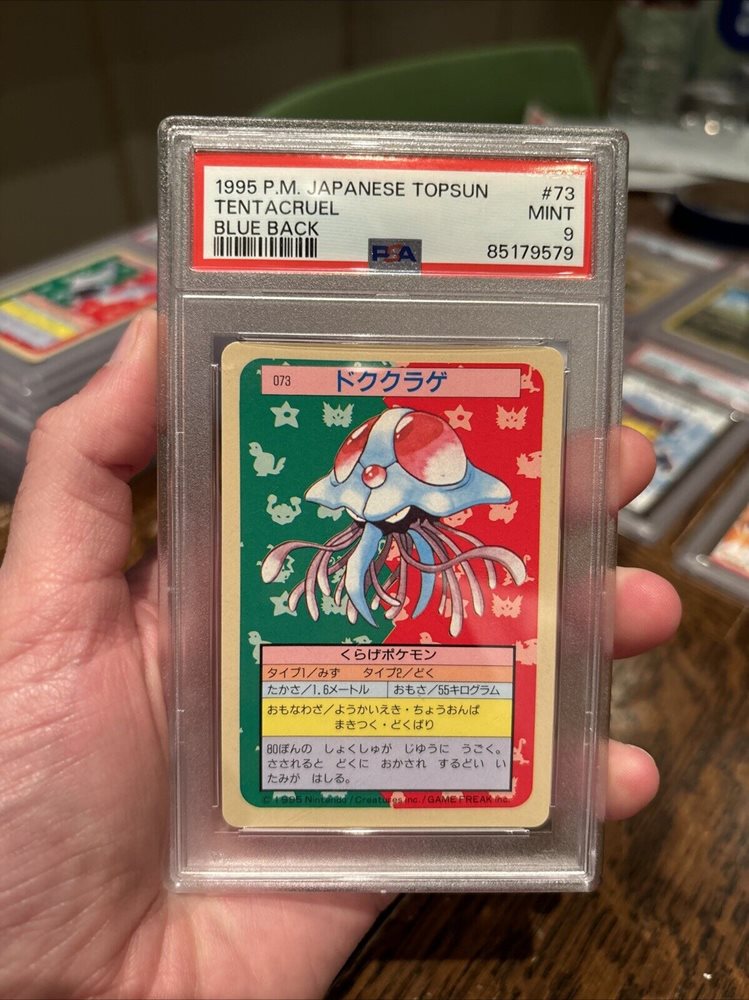 1995 P.M. JAPANESE TOPSUN #73
TENTACRUEL MINT
BLUE BACK 9
PSA 85179579
073 ドククラゲ
くらげポケモン
タイプ1/みず タイプ2/どく
たかさ/1.6メートル おもさ/55キログラム
おもなわざ/ようかいえき・ちょうおんぱ
まきつく・どくばり
80ぽんの しょくしゅが じゆうに うごく。
さされると どくに おかされ するどい い
たみが はしる。
© 1995 Nintendo/Creatures inc./GAME FREAK inc.